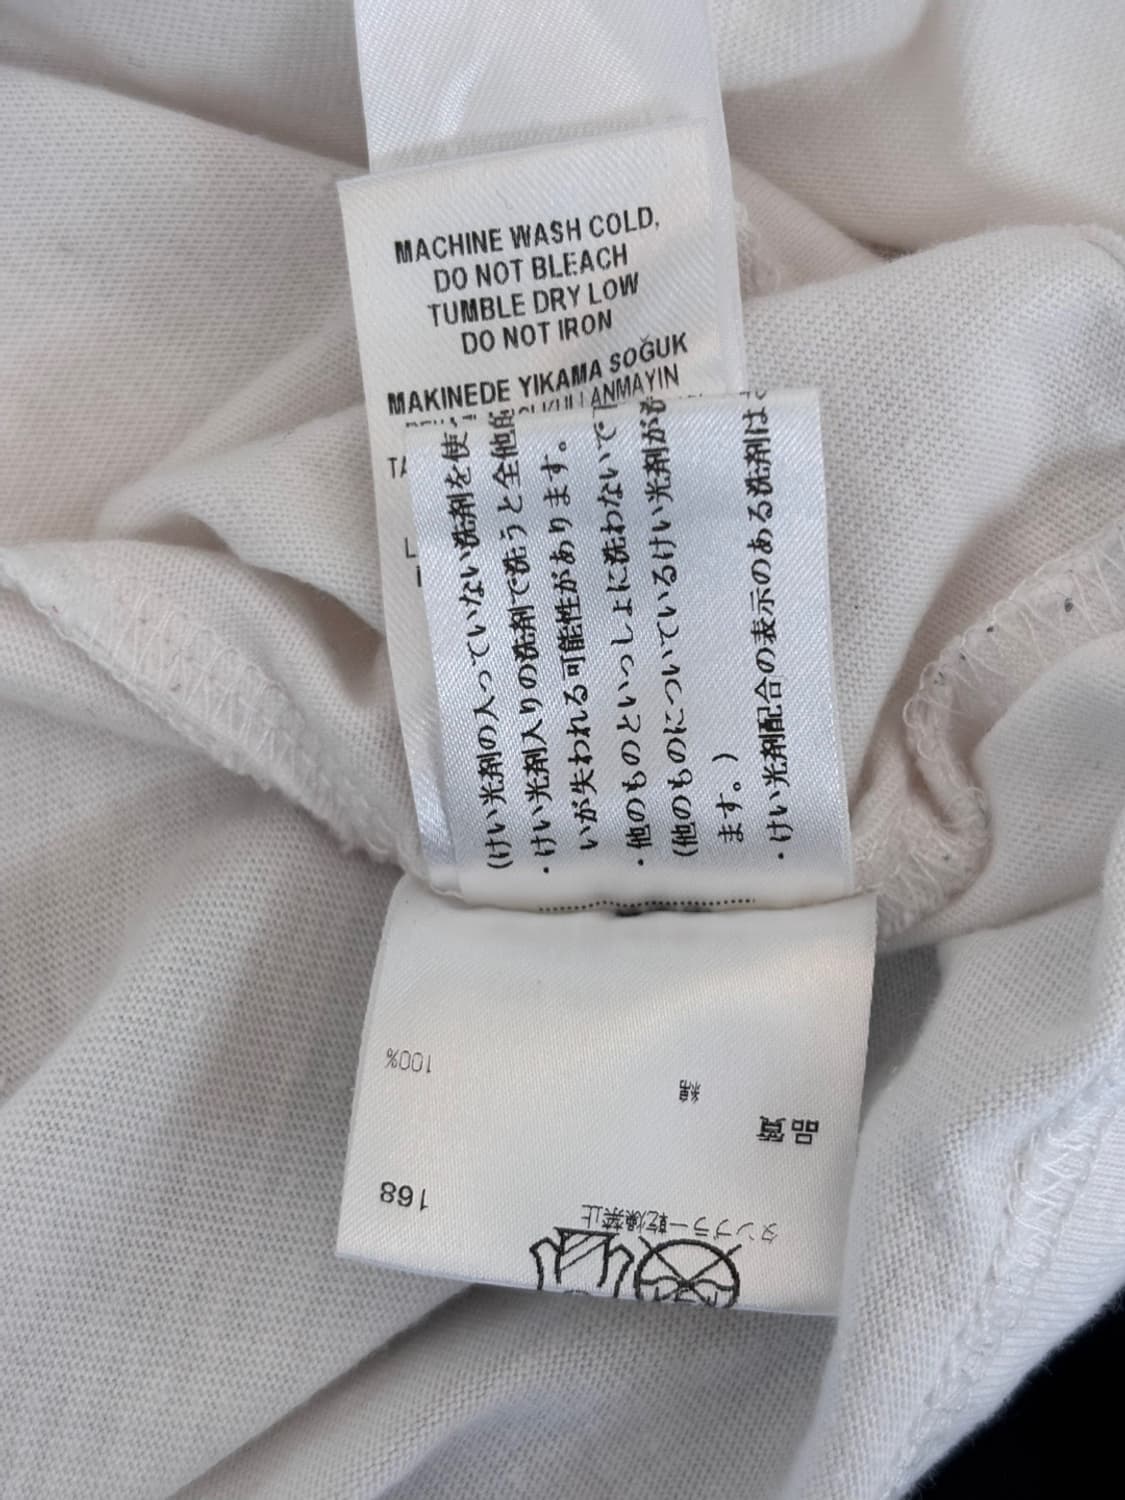 MACHINE WASH COLD,
DO NOT BLEACH
TUMBLE DRY LOW
DO NOT IRON
MAKINEDE YIKAMA SOĞUK
KULLANMAYIN
TA
L
(けい光剤の入っていない洗剤を使
・けい光剤入りの洗剤で洗うと全他的
いが失われる可能性があります。
・他のものといっしょに洗わないで
(他のものについているけい光剤が
ます。)
・けい光剤配合の表示のある洗剤は
品質
綿
100%
168
タンブラー乾燥禁止